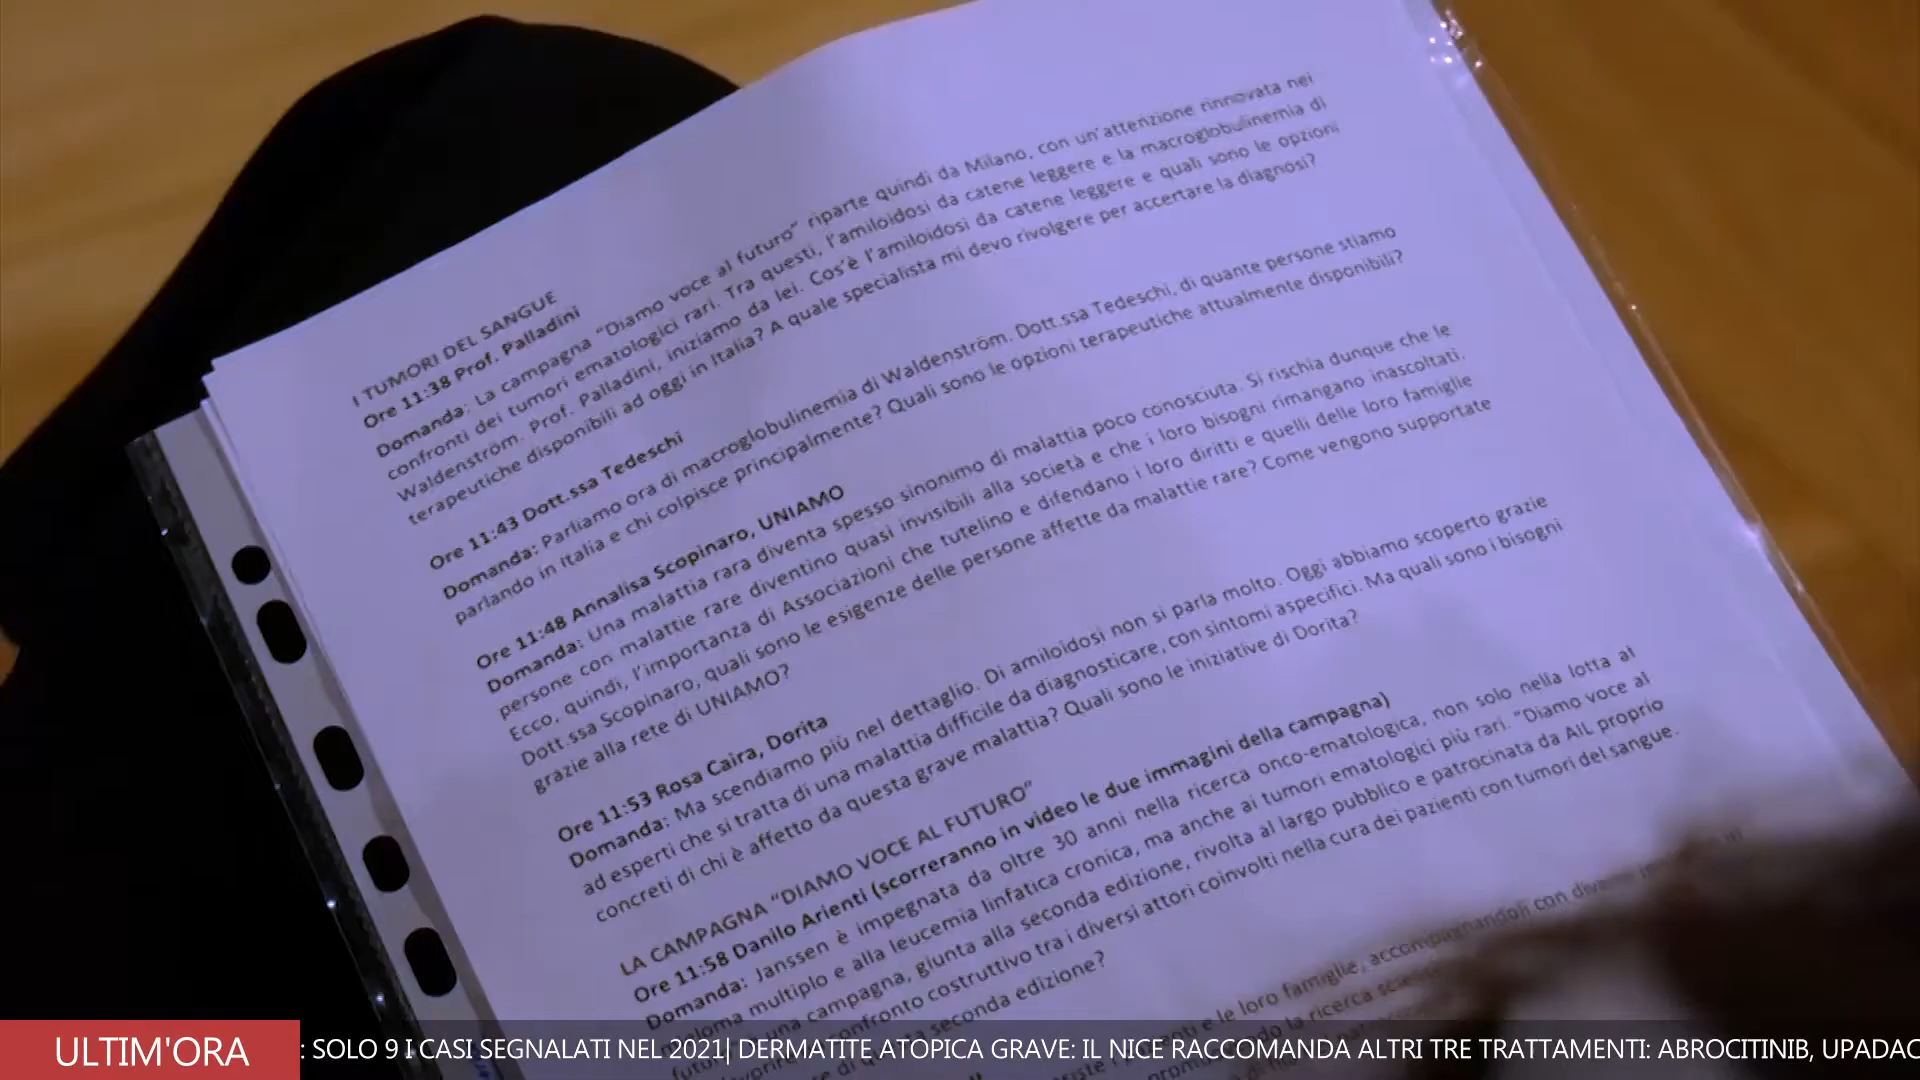 I TUMORI DEL SANGUE
Ore 11:38 Prof. Palladini
Domanda: La campagna "Diamo voce al futuro" riparte quindi da Milano, con un'attenzione rinnovata nei
confronti dei tumori ematologici rari. Tra questi, l'amiloidosi da catene leggere e la macroglobulinemia di
Waldenström. Prof. Palladini, iniziamo da lei. Cos'è l'amiloidosi da catene leggere e quali sono le opzioni
terapeutiche disponibili ad oggi in Italia? A quale specialista mi devo rivolgere per accertare la diagnosi?
Ore 11:43 Dott.ssa Tedeschi
Domanda: Parliamo ora di macroglobulinemia di Waldenström. Dott.ssa Tedeschi, di quante persone stiamo
parlando in Italia e chi colpisce principalmente? Quali sono le opzioni terapeutiche attualmente disponibili?
Ore 11:48 Annalisa Scopinaro, UNIAMO
Domanda: Una malattia rara diventa spesso sinonimo di malattia poco conosciuta. Si rischia dunque che le
persone con malattie rare diventino quasi invisibili alla società e che i loro bisogni rimangano inascoltati.
Ecco, quindi, l'importanza di Associazioni che tutelino e difendano i loro diritti e quelli delle loro famiglie
Dott.ssa Scopinaro, quali sono le esigenze delle persone affette da malattie rare? Come vengono supportate
grazie alla rete di UNIAMO?
Ore 11:53 Rosa Caira, Dorita
Domanda: Ma scendiamo più nel dettaglio. Di amiloidosi non si parla molto. Oggi abbiamo scoperto grazie
ad esperti che si tratta di una malattia difficile da diagnosticare, con sintomi aspecifici. Ma quali sono i bisogni
concreti di chi è affetto da questa grave malattia? Quali sono le iniziative di Dorita?
LA CAMPAGNA "DIAMO VOCE AL FUTURO"
Ore 11:58 Danilo Arienti (scorreranno in video le due immagini della campagna)
Domanda: Janssen è impegnata da oltre 30 anni nella ricerca onco-ematologica, non solo nella lotta al
mieloma multiplo e alla leucemia linfatica cronica, ma anche ai tumori ematologici più rari. "Diamo voce al
futuro" una campagna, giunta alla seconda edizione, rivolta al largo pubblico e patrocinata da AIL proprio
confronto costruttivo tra i diversi attori coinvolti nella cura dei pazienti con tumori del sangue.
di questa seconda edizione?
e le loro famiglie, accompagnandoli con
la ricerca
ULTIM'ORA
: SOLO 9 I CASI SEGNALATI NEL 2021| DERMATITE ATOPICA GRAVE: IL NICE RACCOMANDA ALTRI TRE TRATTAMENTI: ABROCITINIB, UPADAC